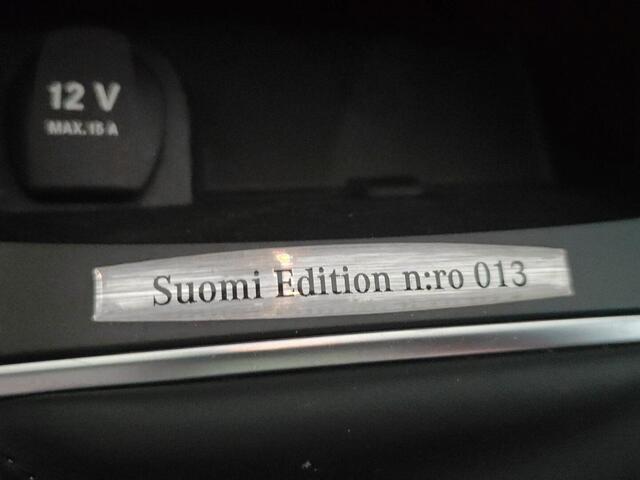 12 V
MAX. 15 A
Suomi Edition n:ro 013